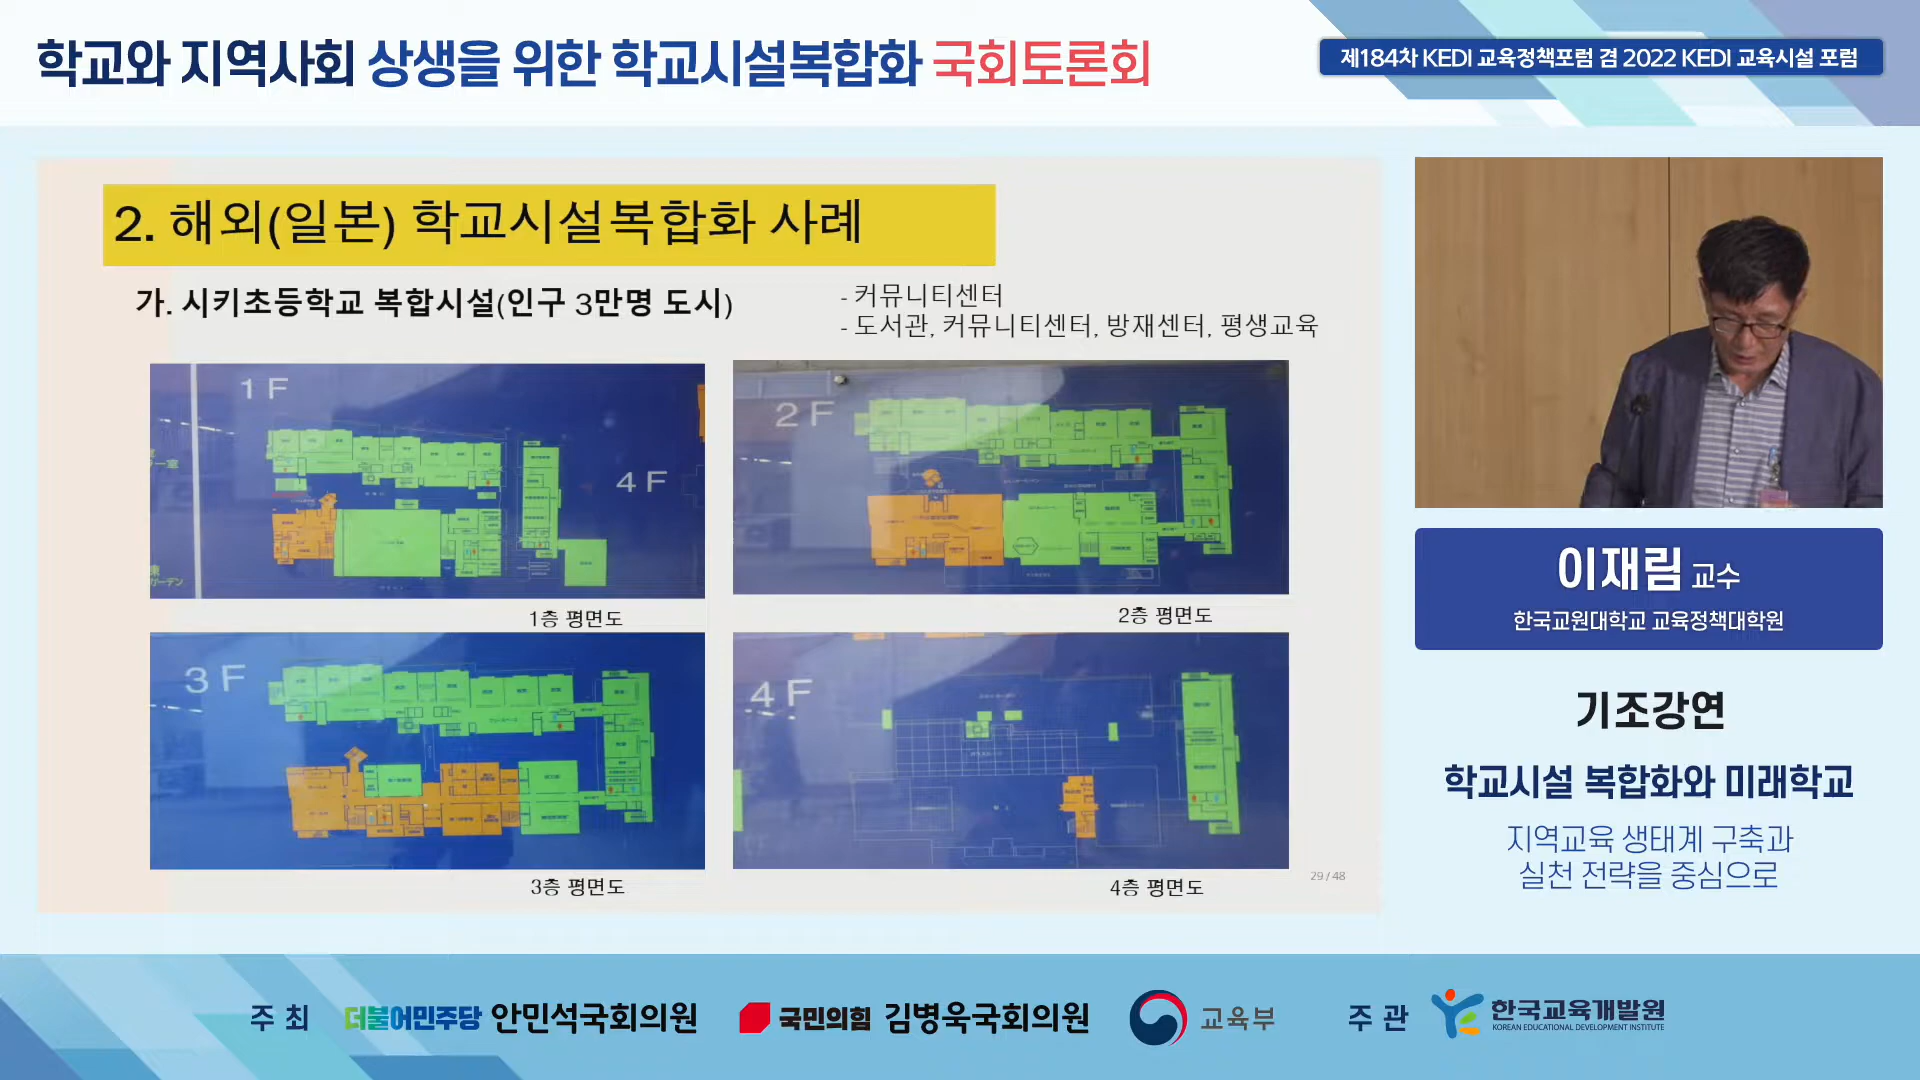 학교와 지역사회 상생을 위한 학교시설복합화 국회토론회
제184차 KEDI 교육정책포럼 겸 2022 KEDI 교육시설 포럼
2. 해외(일본) 학교시설복합화 사례
가. 시키초등학교 복합시설(인구 3만명 도시)
- 커뮤니티센터
- 도서관, 커뮤니티센터, 방재센터, 평생교육
1F
4F
1층 평면도
2F
2층 평면도
3F
3층 평면도
4F
4층 평면도
29 / 48
이재림 교수
한국교원대학교 교육정책대학원
기조강연
학교시설 복합화와 미래학교
지역교육 생태계 구축과
실천 전략을 중심으로
주 최 더불어민주당 안민석국회의원 국민의힘 김병욱국회의원 교육부 주 관 한국교육개발원
KOREAN EDUCATIONAL DEVELOPMENT INSTITUTE